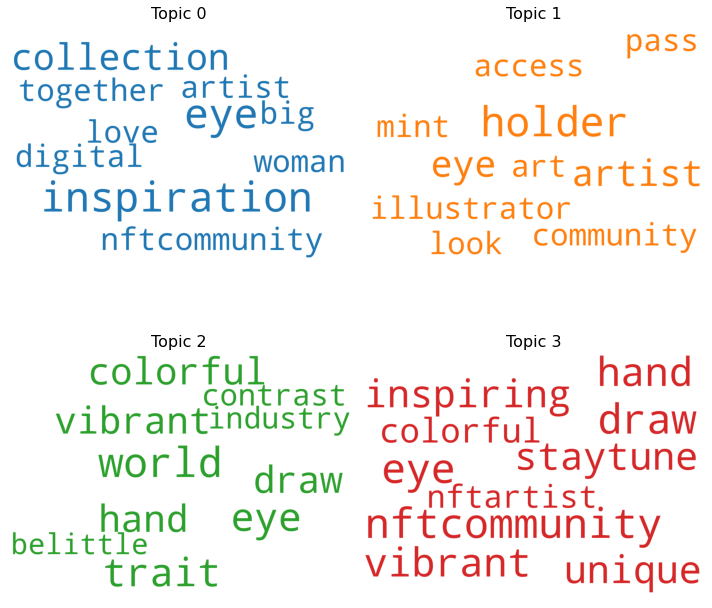 Topic 0
collection
together artist
eye big
love
digital
woman
inspiration
nftcommunity
Topic 1
pass
access
mint holder
eye art artist
illustrator
look community
Topic 2
colorful
contrast
vibrant industry
world
draw
hand eye
belittle
trait
Topic 3
hand
inspiring
draw
colorful
staytune
eye
nftartist
nftcommunity
vibrant unique